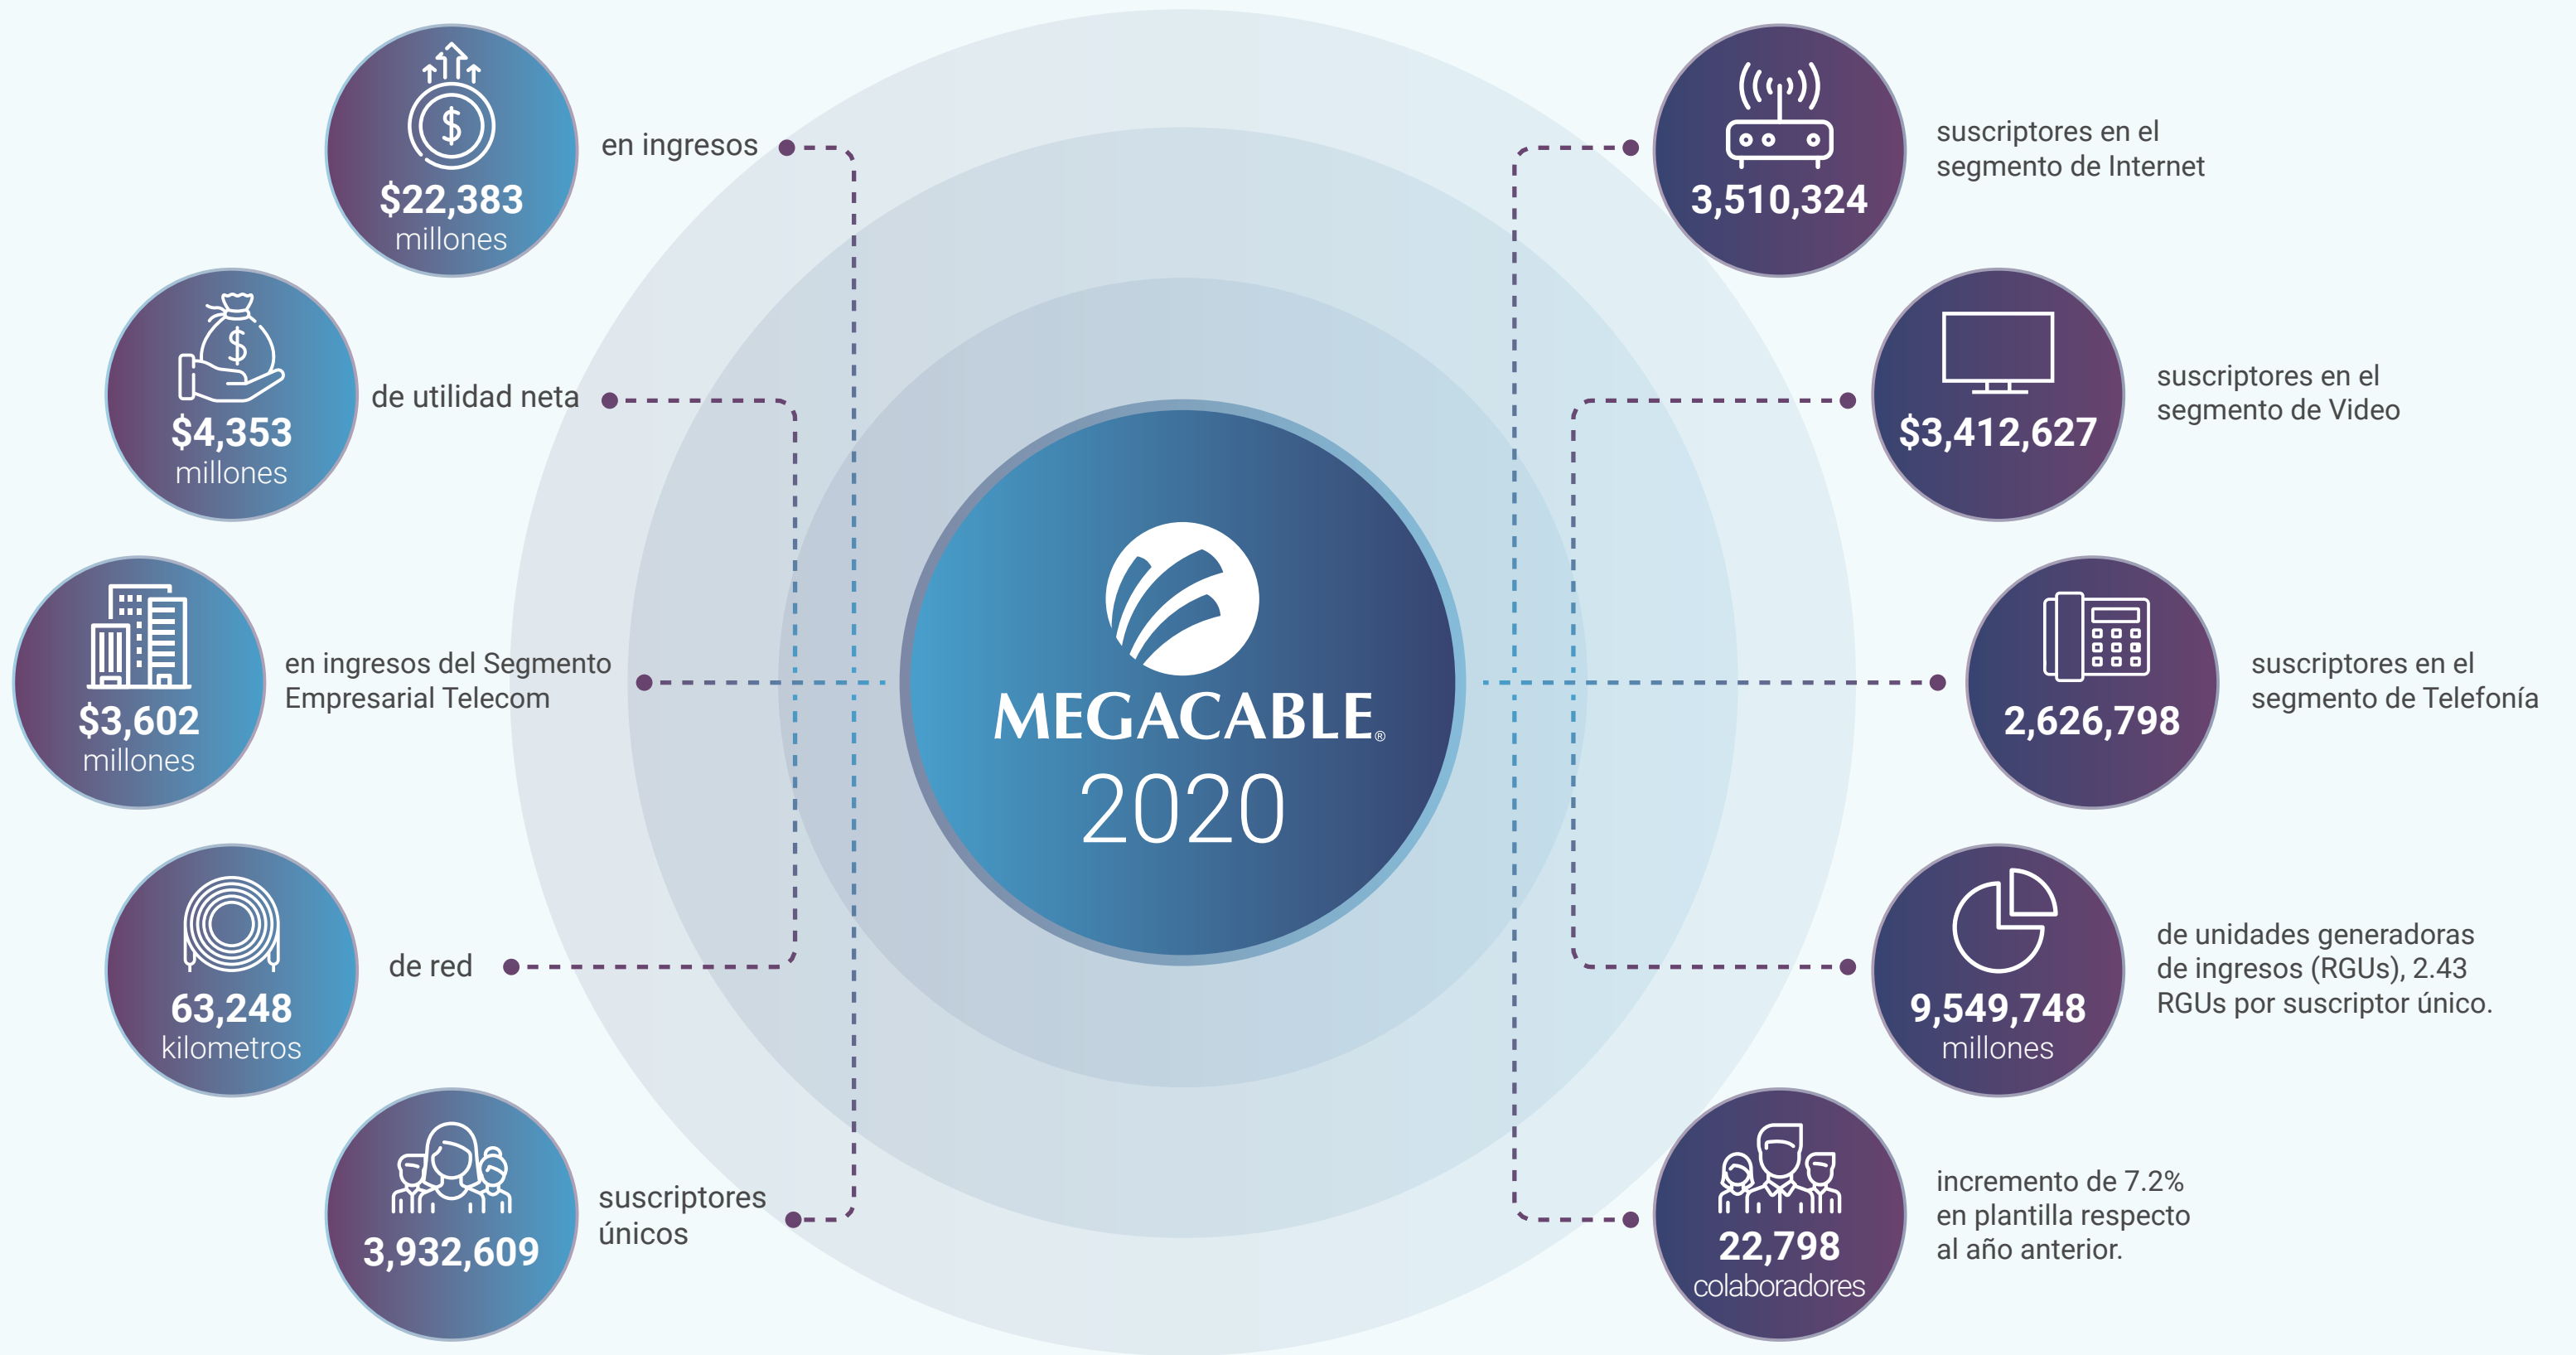 $22,383
millones
en ingresos
$4,353
millones
de utilidad neta
$3,602
millones
en ingresos del Segmento
Empresarial Telecom
63,248
kilometros
de red
3,932,609
suscriptores
únicos
MEGACABLE®
2020
3,510,324
suscriptores en el
segmento de Internet
$3,412,627
suscriptores en el
segmento de Video
2,626,798
suscriptores en el
segmento de Telefonía
9,549,748
millones
de unidades generadoras
de ingresos (RGUs), 2.43
RGUs por suscriptor único.
22,798
colaboradores
incremento de 7.2%
en plantilla respecto
al año anterior.